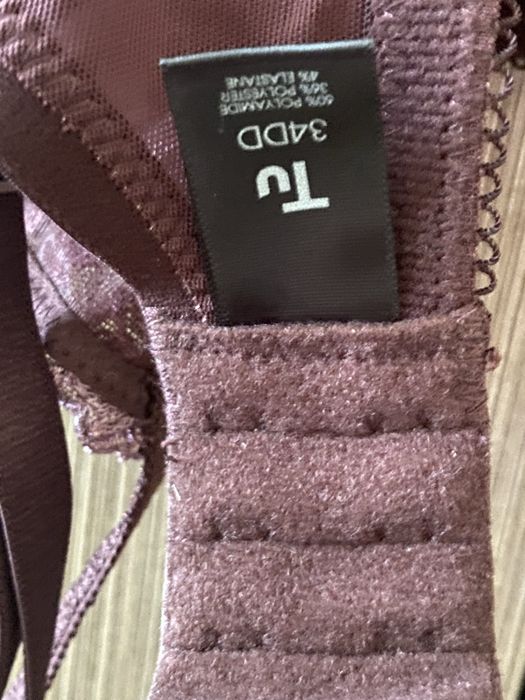 Tu
34DD
60% POLYAMIDE
36% POLYESTER
4% ELASTANE